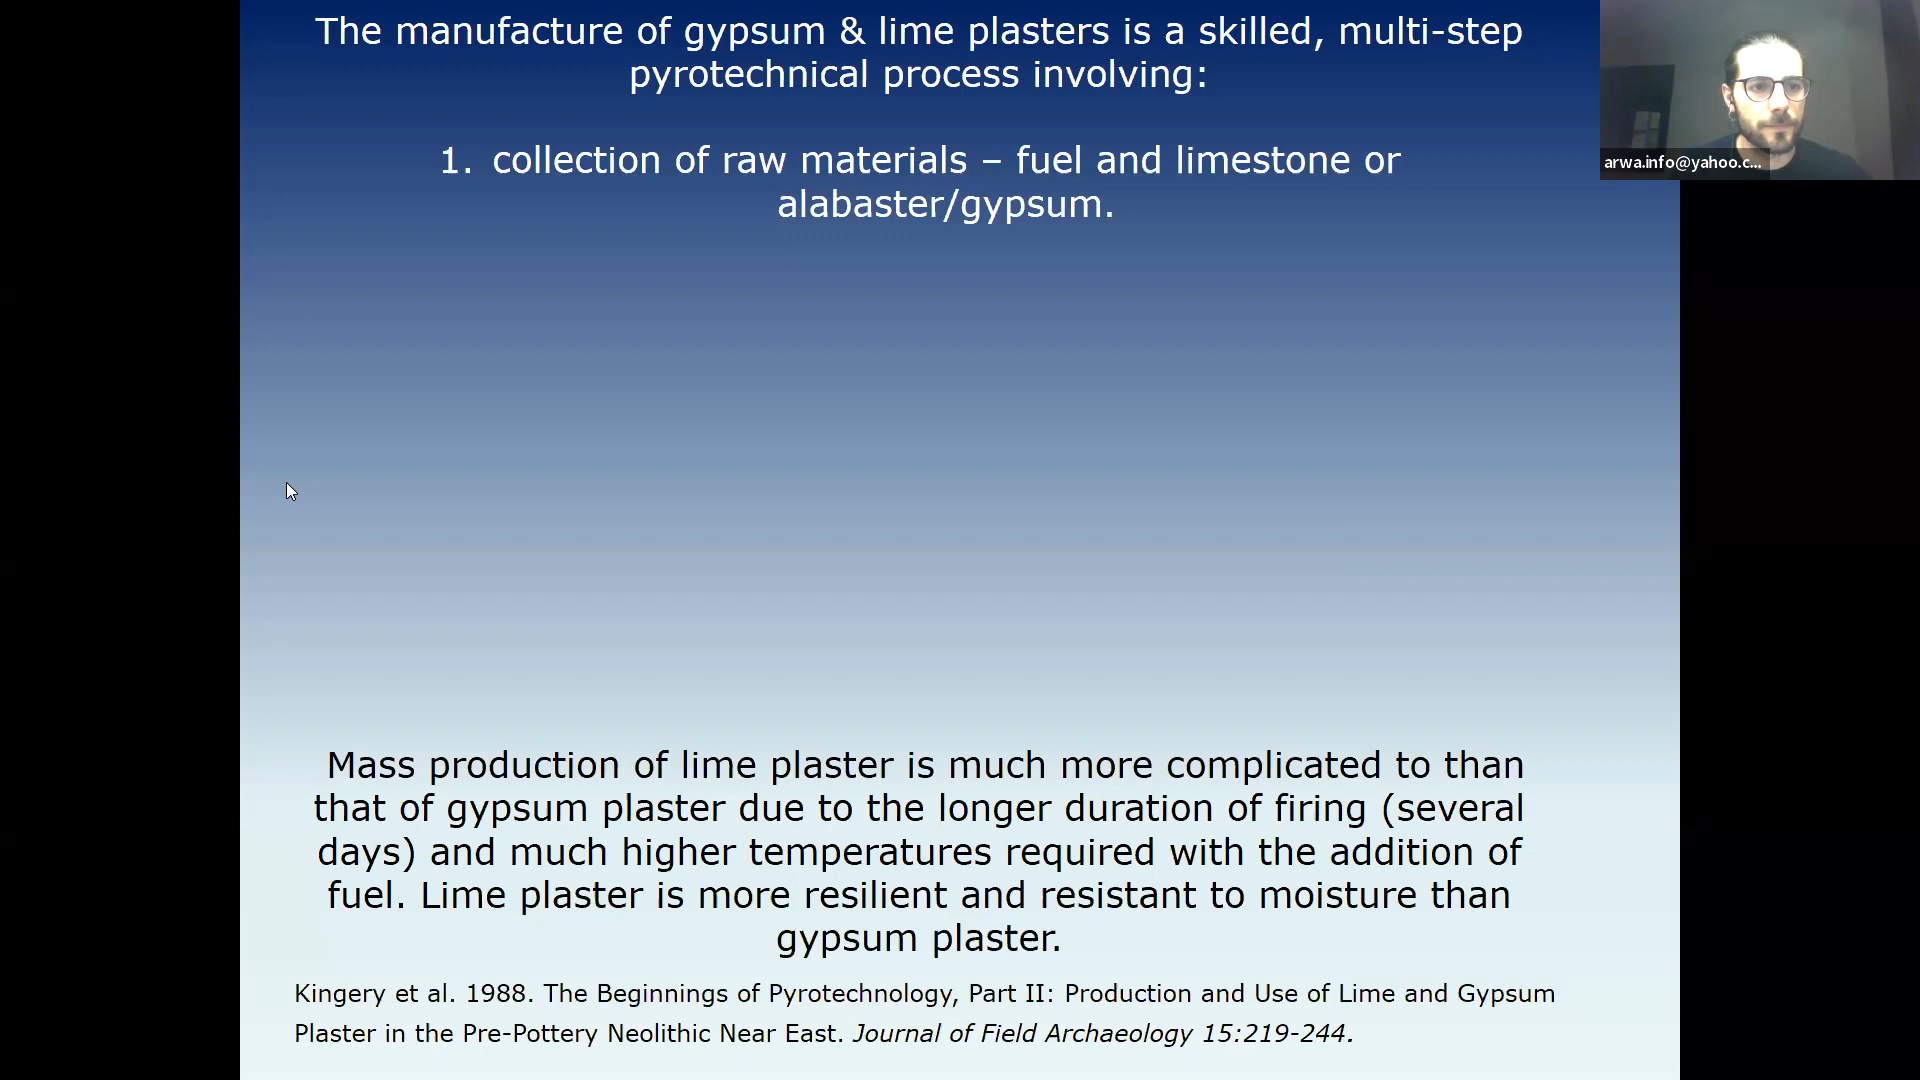 The manufacture of gypsum & lime plasters is a skilled, multi-step
pyrotechnical process involving:
1. collection of raw materials – fuel and limestone or
alabaster/gypsum.
arwa.info@yahoo.c...
Mass production of lime plaster is much more complicated to than
that of gypsum plaster due to the longer duration of firing (several
days) and much higher temperatures required with the addition of
fuel. Lime plaster is more resilient and resistant to moisture than
gypsum plaster.
Kingery et al. 1988. The Beginnings of Pyrotechnology, Part II: Production and Use of Lime and Gypsum
Plaster in the Pre-Pottery Neolithic Near East. Journal of Field Archaeology 15:219-244.